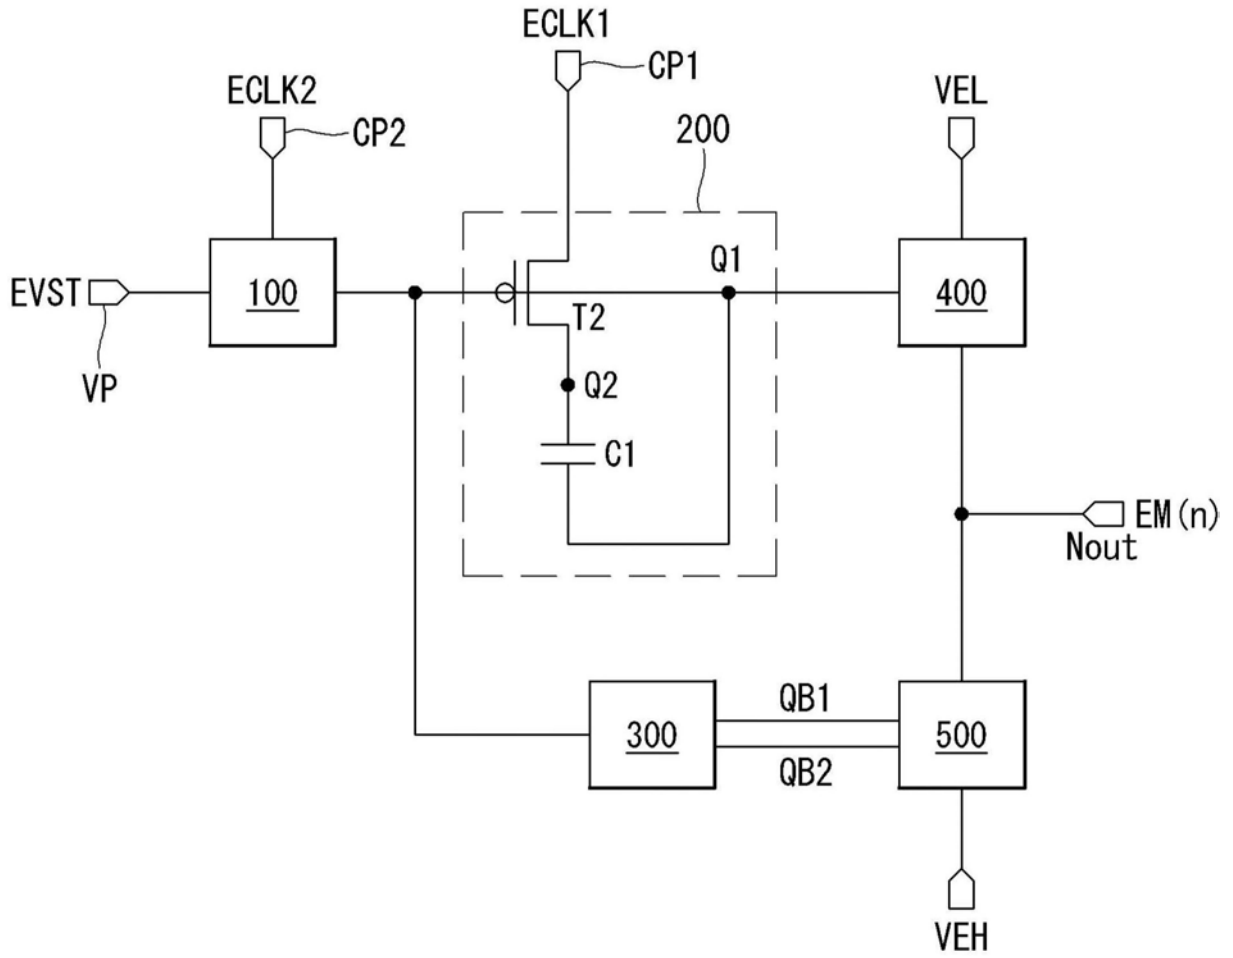 ECLK1
CP1
ECLK2
CP2
200
VEL
EVST
100
Q1
400
T2
VP
Q2
C1
EM(n)
Nout
QB1
300
500
QB2
VEH